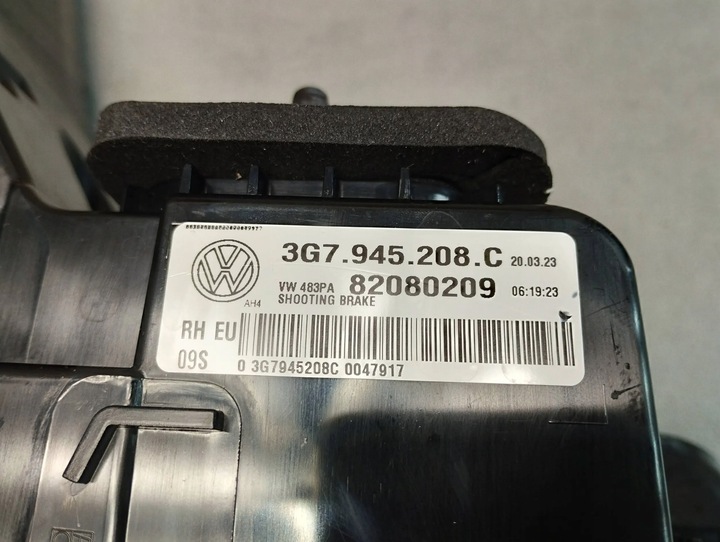 3G7.945.208.C 20.03.23
VW 483PA 82080209 06:19:23
AH4 SHOOTING BRAKE
RH EU
09S 0 3G7945208C 0047917